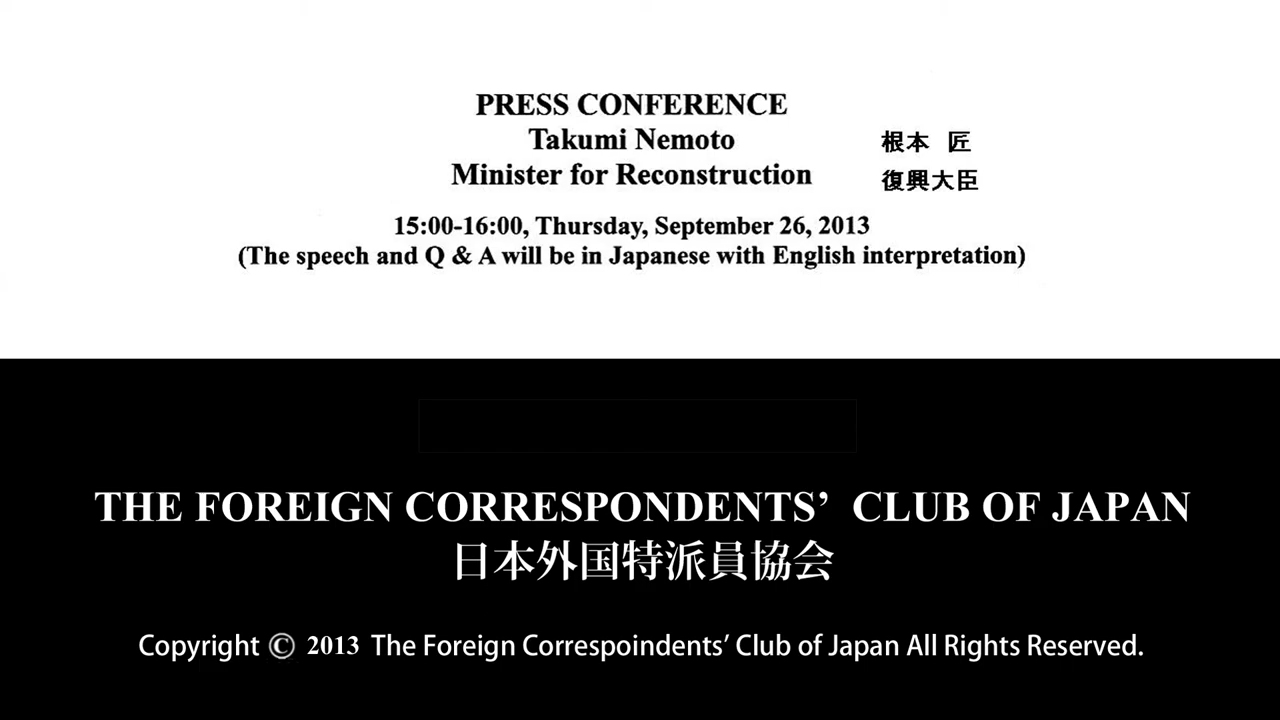 PRESS CONFERENCE
Takumi Nemoto 根本 匠
Minister for Reconstruction 復興大臣
15:00-16:00, Thursday, September 26, 2013
(The speech and Q & A will be in Japanese with English interpretation)
THE FOREIGN CORRESPONDENTS’ CLUB OF JAPAN
日本外国特派員協会
Copyright © 2013 The Foreign Correspoindents’ Club of Japan All Rights Reserved.